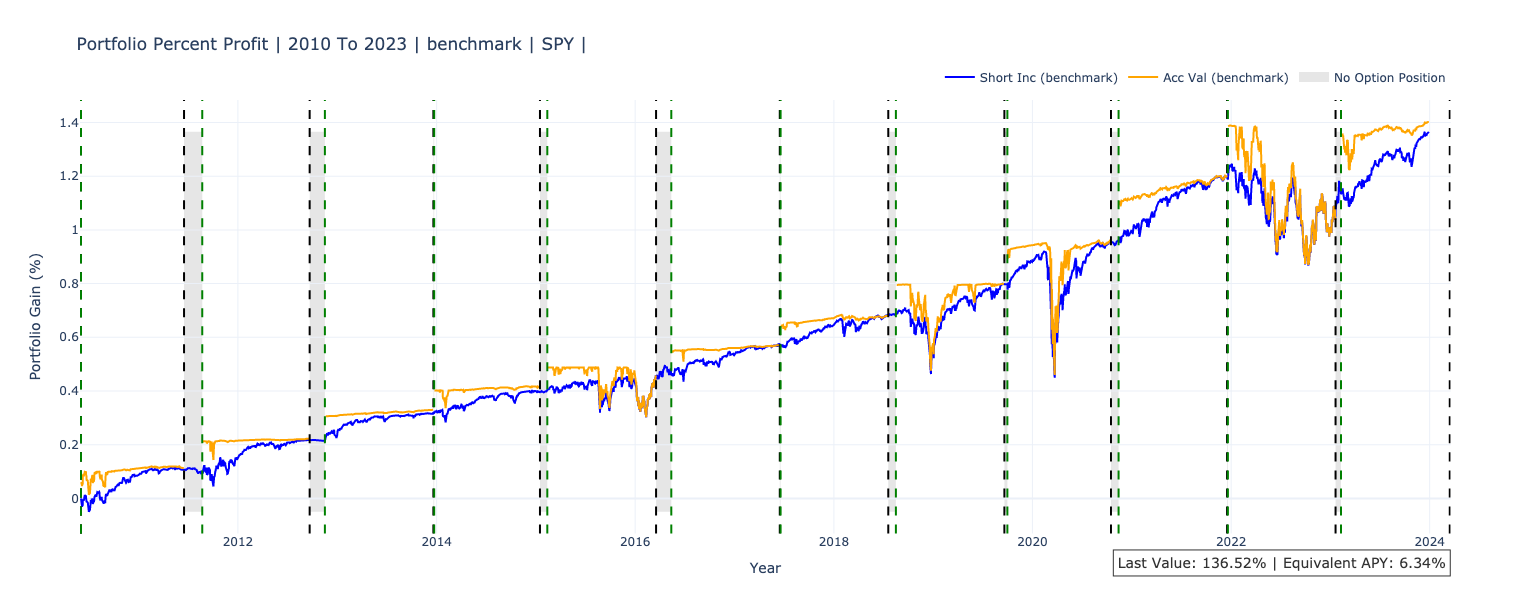 Portfolio Percent Profit | 2010 To 2023 | benchmark | SPY |
Short Inc (benchmark) Acc Val (benchmark) No Option Position
1.4
1.2
1
0.8
0.6
0.4
0.2
0
Portfolio Gain (%)
2012 2014 2016 2018 2020 2022 2024
Year
Last Value: 136.52% | Equivalent APY: 6.34%